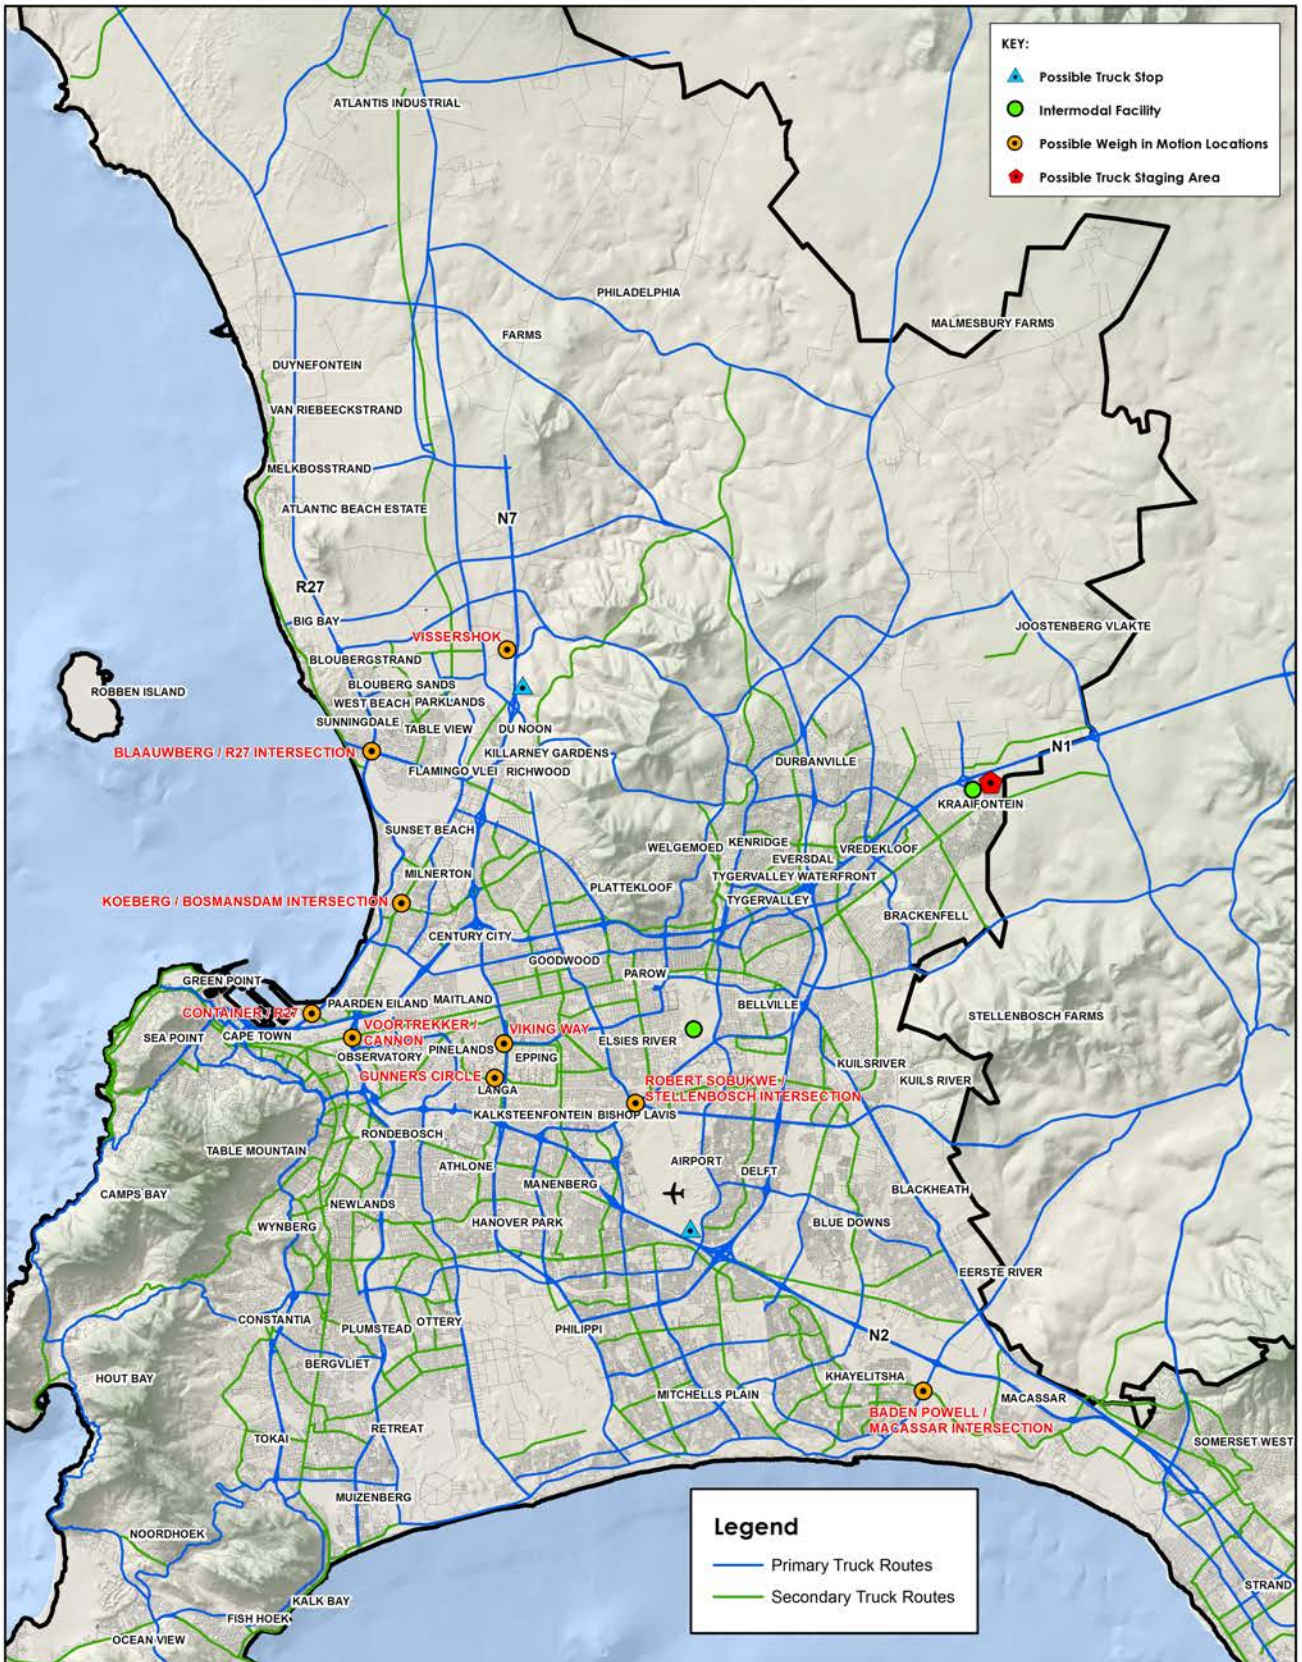 KEY:
Possible Truck Stop
ATLANTIS INDUSTRIAL
Intermodal Facility
Possible Weigh in Motion Locations
Possible Truck Staging Area
PHILADELPHIA
MALMESBURY FARMS
FARMS
DUYNEFONTEIN
VAN RIEBEECKSTRAND
MELKBOSSTRAND
ATLANTIC BEACH ESTATE
N7
R27
BIG BAY
JOOSTENBERG VLAKTE
VISSERSHOK
BLOUBERGSTRAND
BLOUBERG SANDS
ROBBEN ISLAND
WEST BEACH
PARKLANDS
SUNNINGDALE
TABLE VIEW
DU NOON
N1
BLAAUWBERG / R27 INTERSECTION
KILLARNEY GARDENS
DURBANVILLE
FLAMINGO VLEI
RICHWOOD
KRAAIFONTEIN
SUNSET BEACH
WELGEMOED
KENRIDGE
VREDEKLOOF
EVERSDAL
MILNERTON
TYGERVALLEY WATERFRONT
PLATTEKLOOF
KOEBERG / BOSMANSDAM INTERSECTION
TYGERVALLEY
BRACKENFELL
CENTURY CITY
GOODWOOD
PAROW
GREEN POINT
PAARDEN EILAND
MAITLAND
BELLVILLE
CONTAINER / R27
STELLENBOSCH FARMS
SEA POINT
CAPE TOWN
VOORTREKKER /
CANNON
VIKING WAY
ELSIES RIVER
OBSERVATORY
PINELANDS
EPPING
KUILSRIVER
GUNNERS CIRCLE
LANGA
ROBERT SOBUKWE /
STELLENBOSCH INTERSECTION
KUILS RIVER
KALKSTEENFONTEIN
BISHOP LAVIS
RONDEBOSCH
TABLE MOUNTAIN
ATHLONE
AIRPORT
DELFT
MANENBERG
CAMPS BAY
NEWLANDS
BLACKHEATH
WYNBERG
HANOVER PARK
BLUE DOWNS
EERSTE RIVER
CONSTANTIA
PLUMSTEAD
OTTERY
PHILIPPI
N2
BERGVLIET
HOUT BAY
KHAYELITSHA
MITCHELLS PLAIN
MACASSAR
BADEN POWELL /
MACASSAR INTERSECTION
RETREAT
TOKAI
SOMERSET WEST
MUIZENBERG
NOORDHOEK
Legend
Primary Truck Routes
Secondary Truck Routes
STRAND
KALK BAY
FISH HOEK
OCEAN VIEW